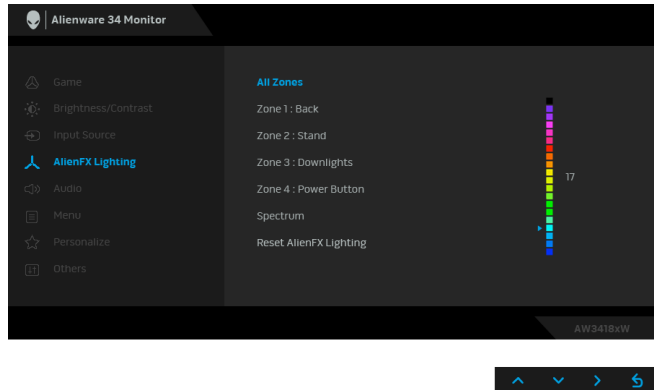 Alienware 34 Monitor
Game
Brightness/Contrast
Input Source
AlienFX Lighting
Audio
Menu
Personalize
Others
All Zones
Zone 1 : Back
Zone 2 : Stand
Zone 3 : Downlights
Zone 4 : Power Button
Spectrum
Reset AlienFX Lighting
17
AW3418xW